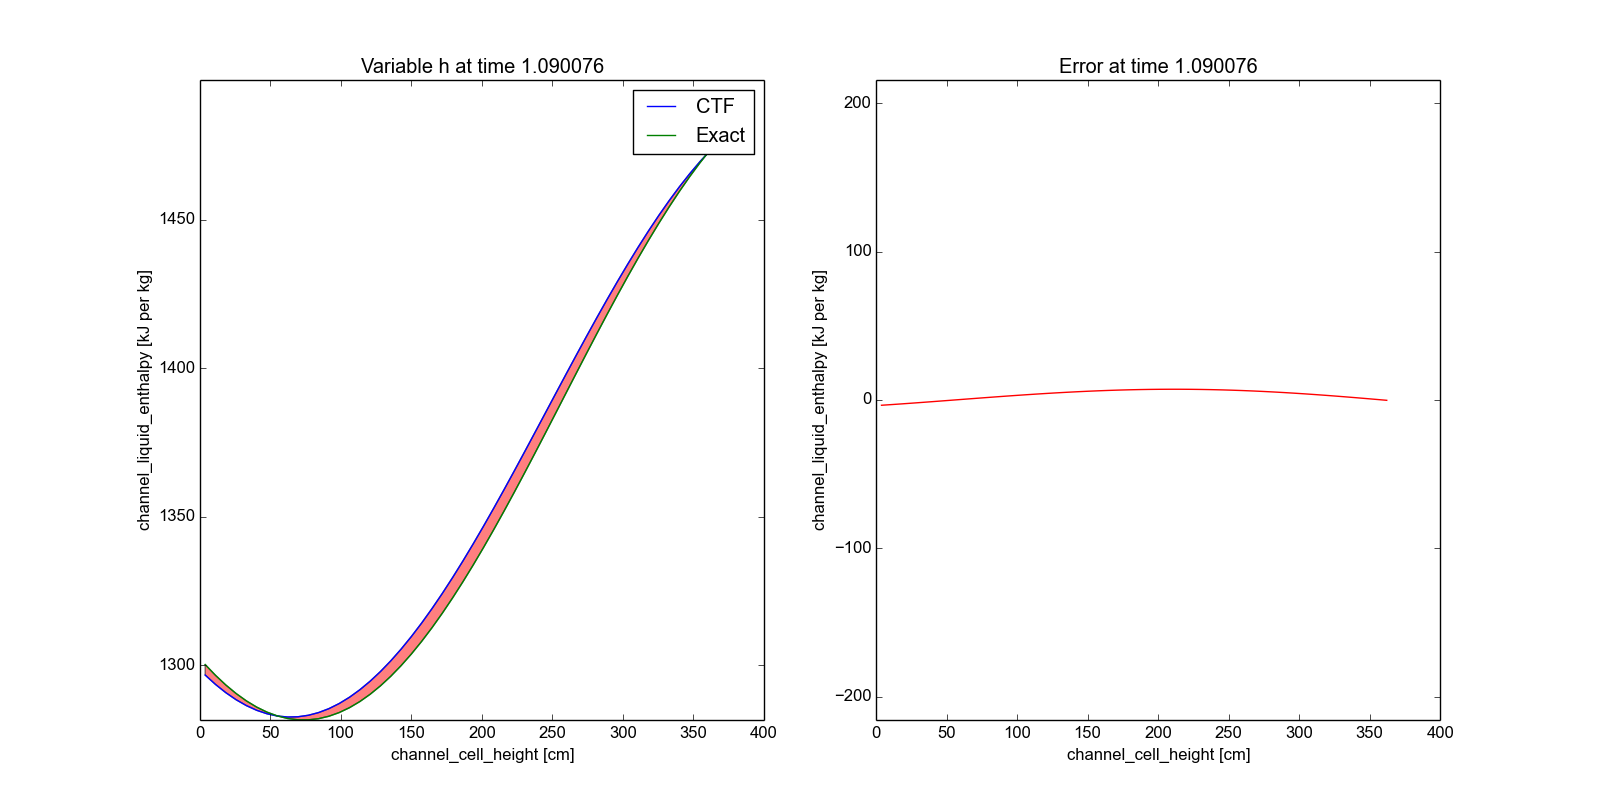 Variable h at time 1.090076
CTF
Exact
1450
1400
1350
1300
channel_liquid_enthalpy [kJ per kg]
0 50 100 150 200 250 300 350 400
channel_cell_height [cm]
Error at time 1.090076
200
100
0
−100
−200
channel_liquid_enthalpy [kJ per kg]
0 50 100 150 200 250 300 350 400
channel_cell_height [cm]